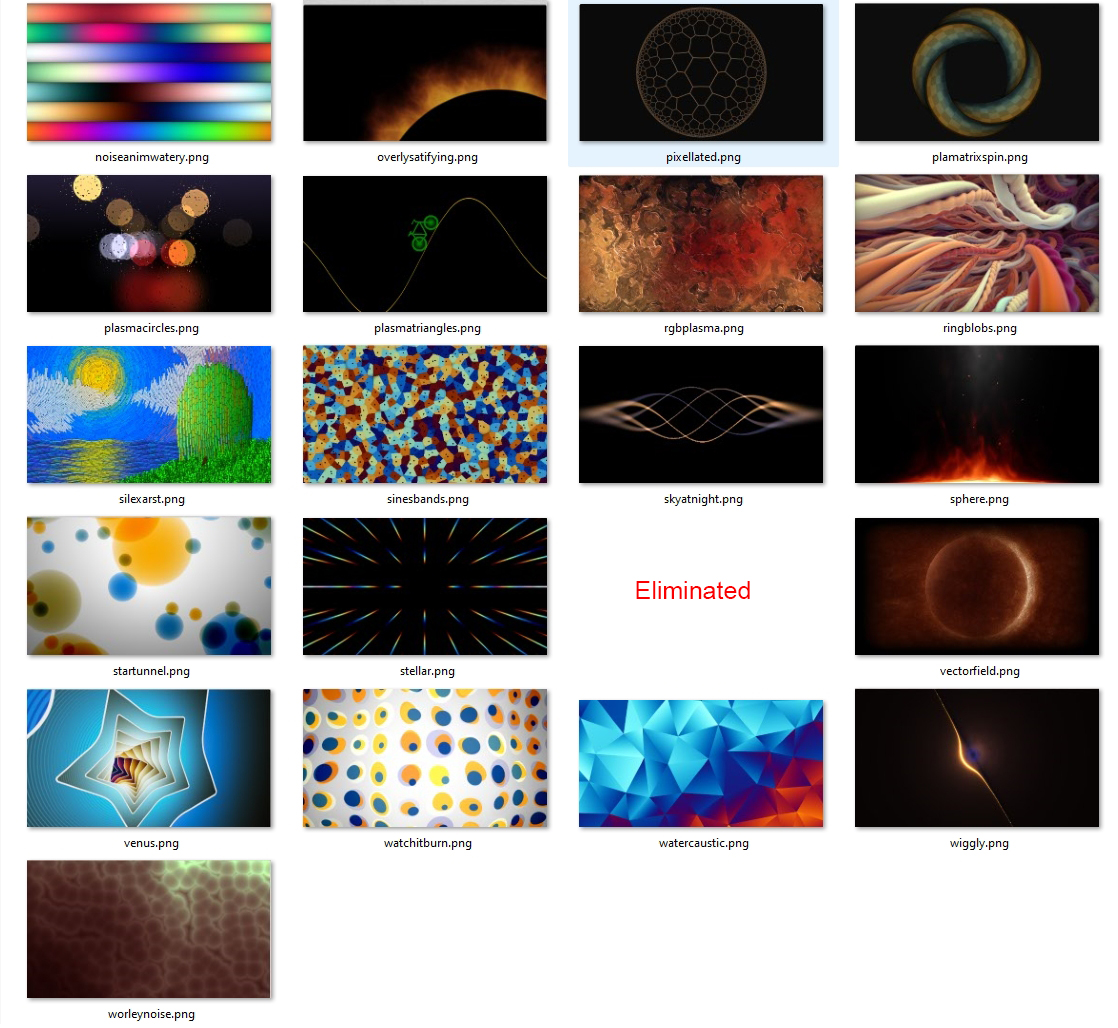 noiseanimwatery.png
overlysatifying.png
pixellated.png
plamatrixspin.png
plasmacircles.png
plasmatriangles.png
rgbplasma.png
ringblobs.png
silexarst.png
sinesbands.png
skyatnight.png
sphere.png
startunnel.png
stellar.png
Eliminated
vectorfield.png
venus.png
watchitburn.png
watercaustic.png
wiggly.png
worleynoise.png